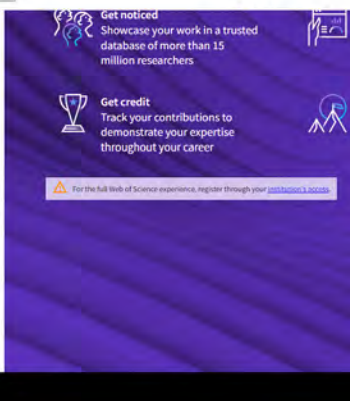 Get noticed
Showcase your work in a trusted
database of more than 15
million researchers
Get credit
Track your contributions to
demonstrate your expertise
throughout your career
For the full Web of Science experience, register through your institution's access.